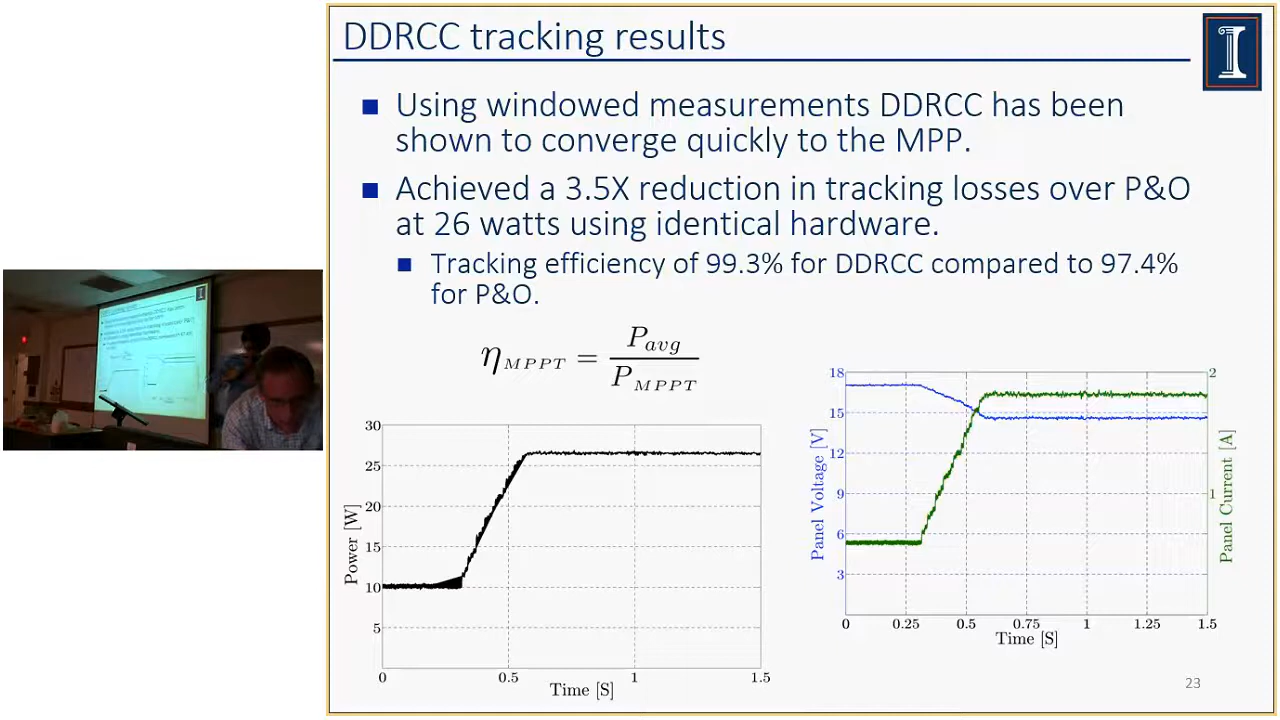 DDRCC tracking results
I
Using windowed measurements DDRCC has been
shown to converge quickly to the MPP.
Achieved a 3.5X reduction in tracking losses over P&O
at 26 watts using identical hardware.
Tracking efficiency of 99.3% for DDRCC compared to 97.4%
for P&O.
η_MPPT = P_avg / P_MPPT
30
25
20
15
10
5
Power [W]
0 0.5 1 1.5
Time [S]
18
15
12
9
6
3
Panel Voltage [V]
2
1
Panel Current [A]
0 0.25 0.5 0.75 1 1.25 1.5
Time [S]
23